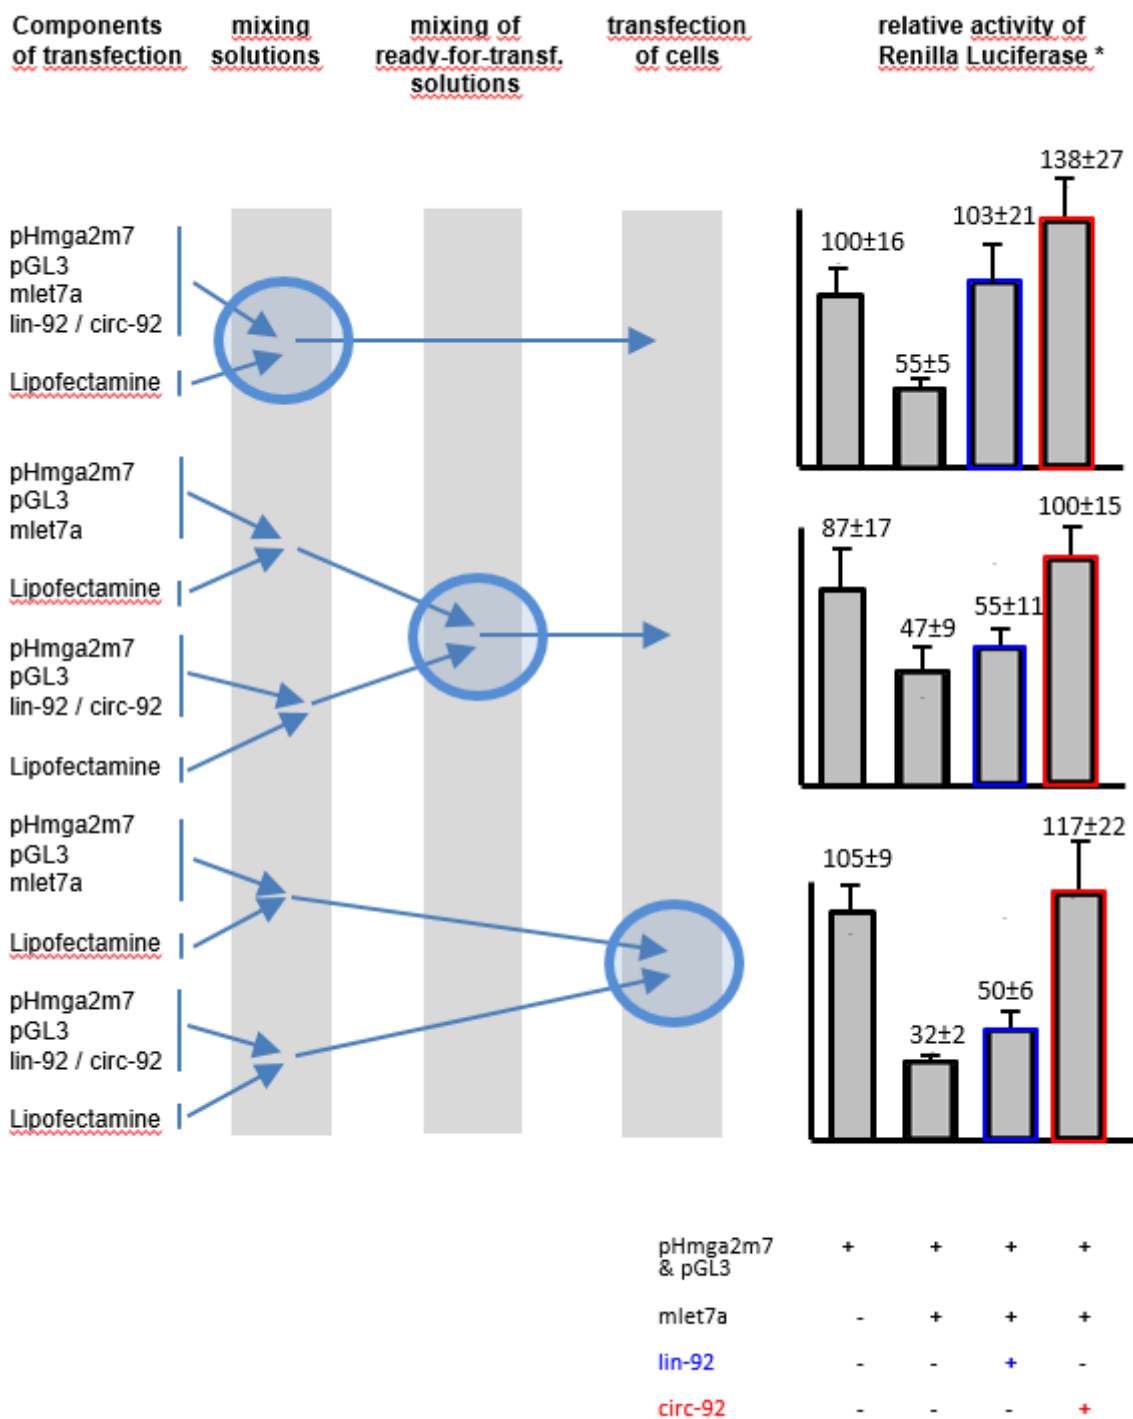 Components
of transfection
mixing
solutions
mixing of
ready-for-transf.
solutions
transfection
of cells
relative activity of
Renilla Luciferase *
pHmga2m7
pGL3
mlet7a
lin-92 / circ-92
Lipofectamine
100±16
55±5
103±21
138±27
pHmga2m7
pGL3
mlet7a
Lipofectamine
pHmga2m7
pGL3
lin-92 / circ-92
Lipofectamine
87±17
47±9
55±11
100±15
pHmga2m7
pGL3
mlet7a
Lipofectamine
pHmga2m7
pGL3
lin-92 / circ-92
Lipofectamine
105±9
32±2
50±6
117±22
pHmga2m7 + + + +
& pGL3
mlet7a - + + +
lin-92 - - + -
circ-92 - - - +